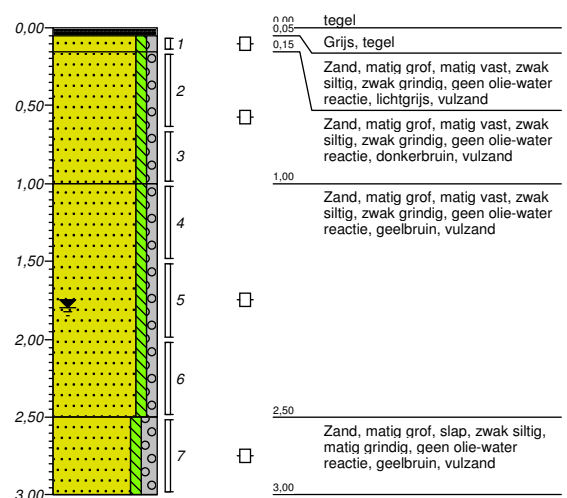 0,00
0,50
1,00
1,50
2,00
2,50
3,00
1
2
3
4
5
6
7
0,00
tegel
0,05
Grijs, tegel
0,15
Zand, matig grof, matig vast, zwak
siltig, zwak grindig, geen olie-water
reactie, lichtgrijs, vulzand
Zand, matig grof, matig vast, zwak
siltig, zwak grindig, geen olie-water
reactie, donkerbruin, vulzand
1,00
Zand, matig grof, matig vast, zwak
siltig, zwak grindig, geen olie-water
reactie, geelbruin, vulzand
2,50
Zand, matig grof, slap, zwak siltig,
matig grindig, geen olie-water
reactie, geelbruin, vulzand
3,00